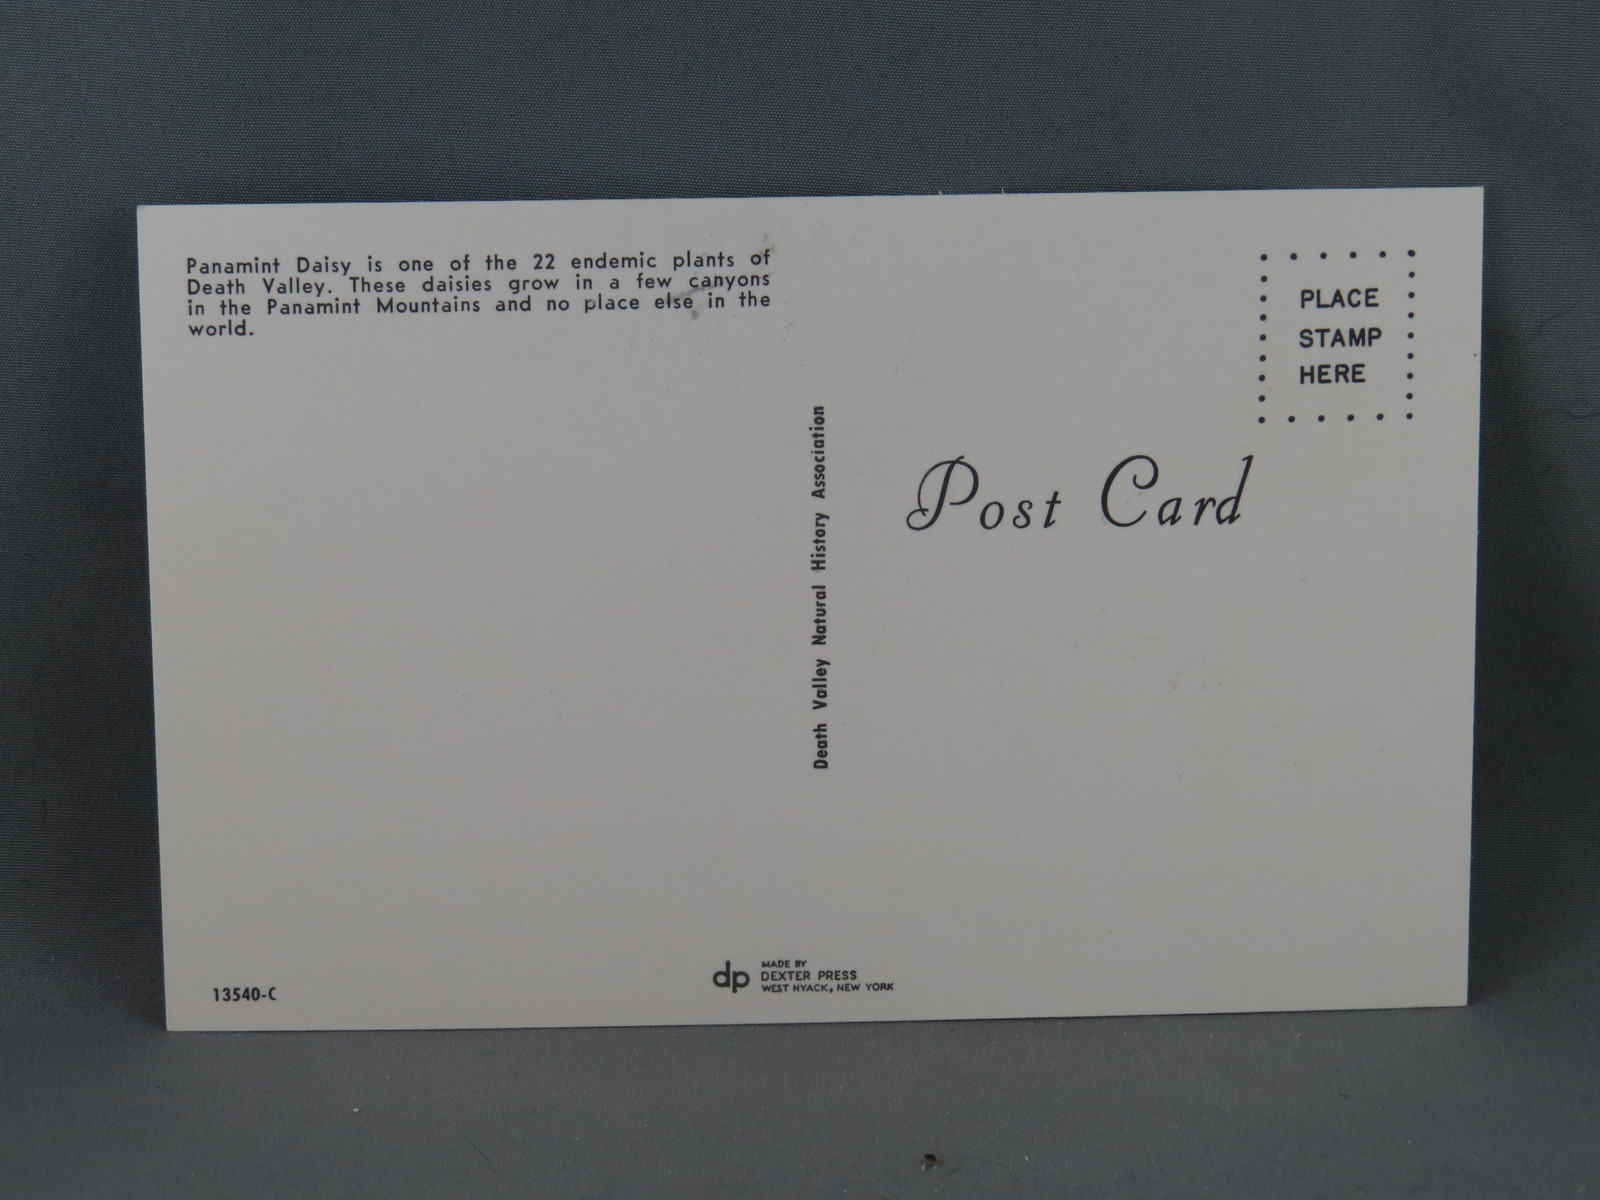 Panamint Daisy is one of the 22 endemic plants of
Death Valley. These daisies grow in a few canyons
in the Panamint Mountains and no place else in the
world.
PLACE
STAMP
HERE
Post Card
Death Valley Natural History Association
13540-C
dp
MADE BY
DEXTER PRESS
WEST NYACK, NEW YORK